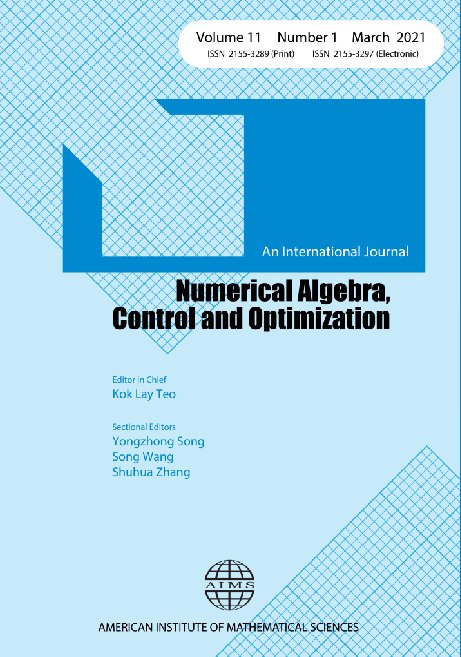 Volume 11 Number 1 March 2021
ISSN 2155-3289 (Print) ISSN 2155-3297 (Electronic)
An International Journal
Numerical Algebra,
Control and Optimization
Editor in Chief
Kok Lay Teo
Sectional Editors
Yongzhong Song
Song Wang
Shuhua Zhang
AIMS
AMERICAN INSTITUTE OF MATHEMATICAL SCIENCES